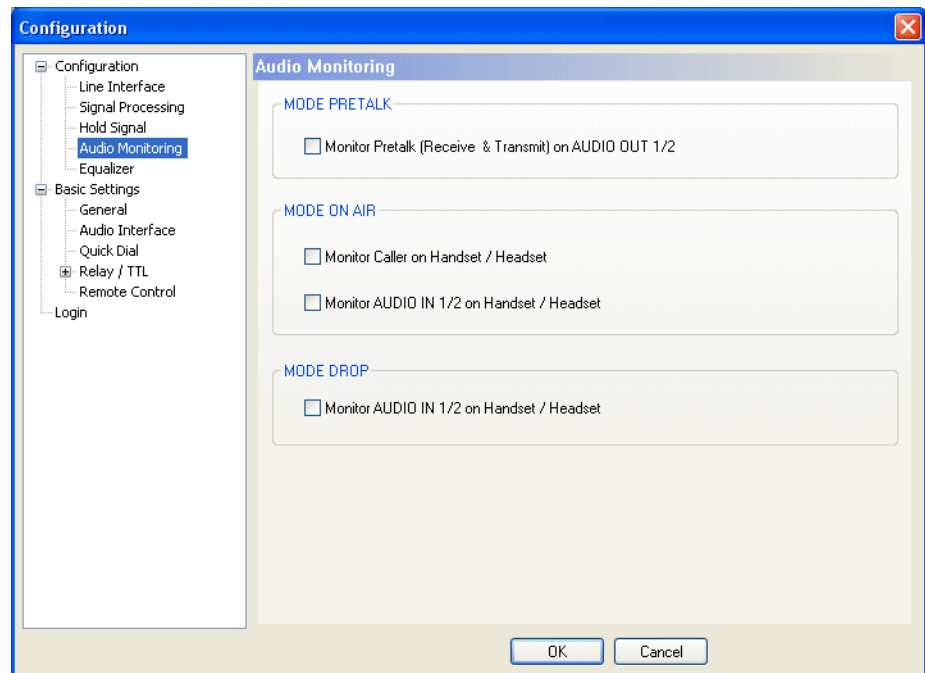 Configuration
Configuration
Line Interface
Signal Processing
Hold Signal
Audio Monitoring
Equalizer
Basic Settings
General
Audio Interface
Quick Dial
Relay / TTL
Remote Control
Login
Audio Monitoring
MODE PRETALK
Monitor Pretalk (Receive & Transmit) on AUDIO OUT 1/2
MODE ON AIR
Monitor Caller on Handset / Headset
Monitor AUDIO IN 1/2 on Handset / Headset
MODE DROP
Monitor AUDIO IN 1/2 on Handset / Headset
OK
Cancel